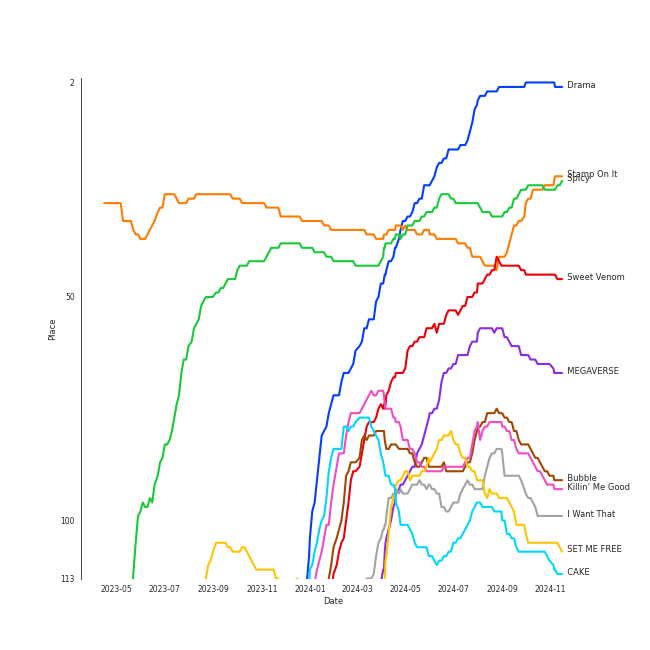 2
Drama
Stamp On It
Spicy
Sweet Venom
50
Place
MEGAVERSE
Bubble
Killin' Me Good
I Want That
100
SET ME FREE
CAKE
113
2023-05 2023-07 2023-09 2023-11 2024-01 2024-03 2024-05 2024-07 2024-09 2024-11
Date